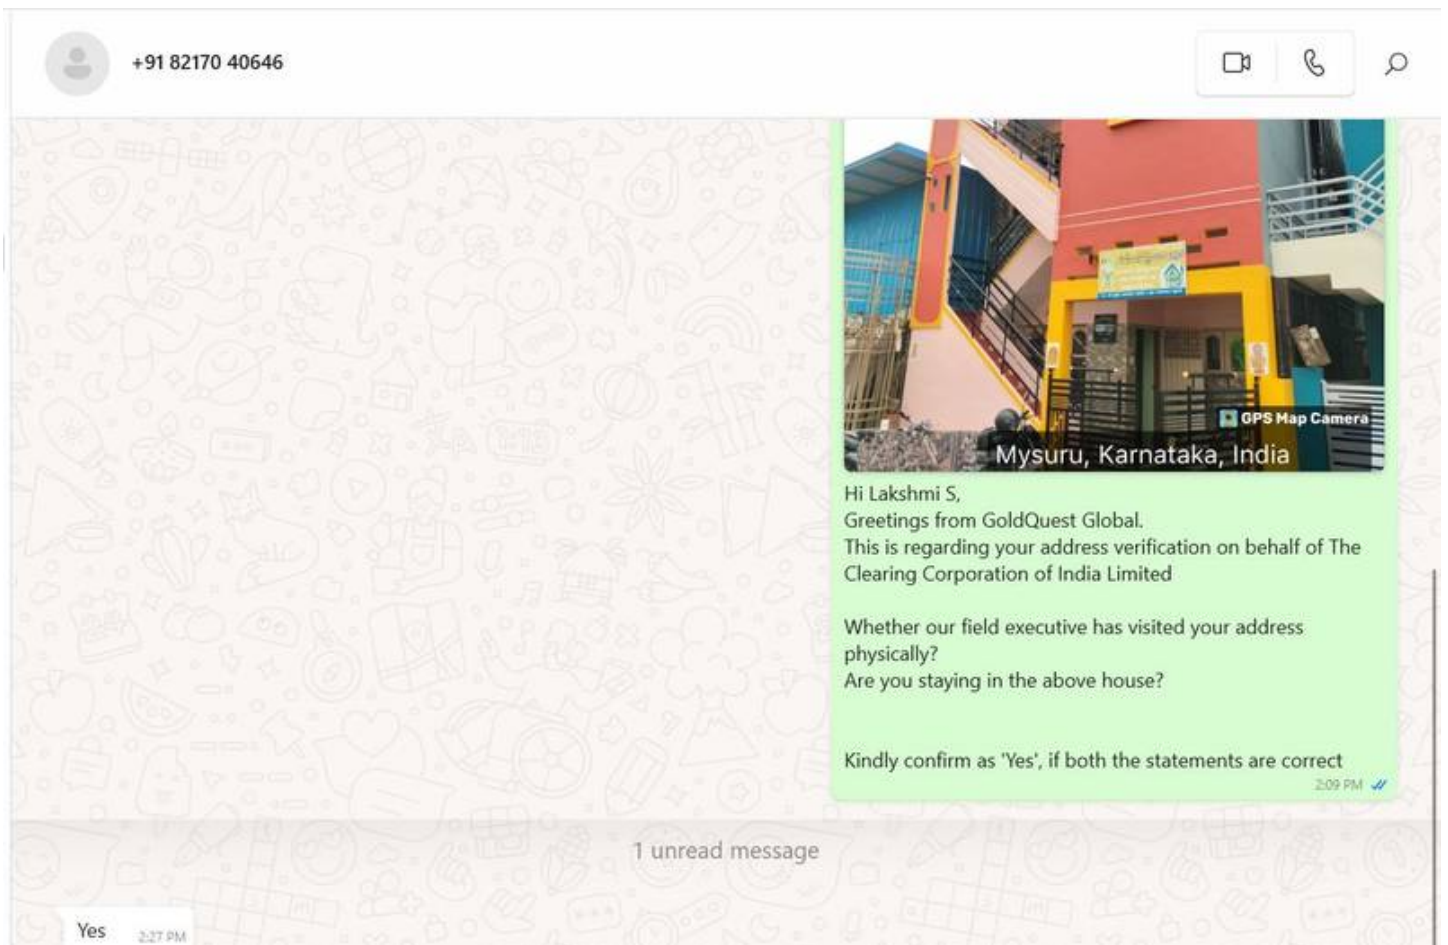 +91 82170 40646
GPS Map Camera
Mysuru, Karnataka, India
Hi Lakshmi S,
Greetings from GoldQuest Global.
This is regarding your address verification on behalf of The
Clearing Corporation of India Limited
Whether our field executive has visited your address
physically?
Are you staying in the above house?
Kindly confirm as 'Yes', if both the statements are correct
2:09 PM
1 unread message
Yes
2:27 PM